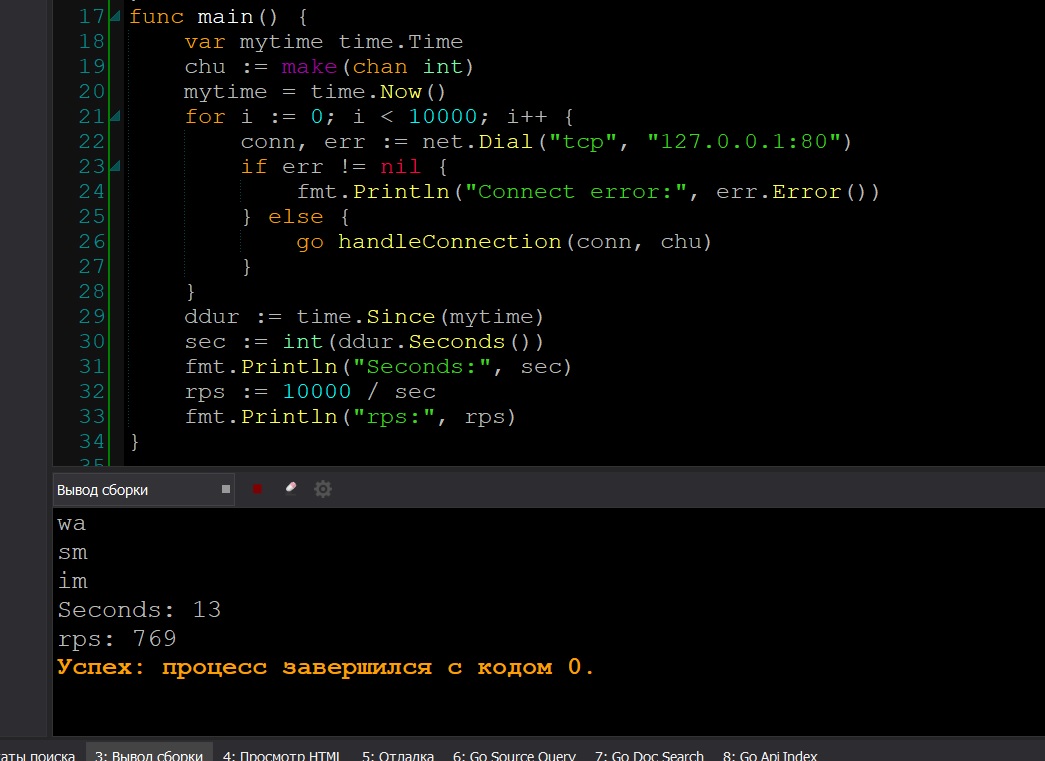 17 func main() {
18 var mytime time.Time
19 chu := make(chan int)
20 mytime = time.Now()
21 for i := 0; i < 10000; i++ {
22 conn, err := net.Dial("tcp", "127.0.0.1:80")
23 if err != nil {
24 fmt.Println("Connect error:", err.Error())
25 } else {
26 go handleConnection(conn, chu)
27 }
28 }
29 ddur := time.Since(mytime)
30 sec := int(ddur.Seconds())
31 fmt.Println("Seconds:", sec)
32 rps := 10000 / sec
33 fmt.Println("rps:", rps)
34 }
35
Вывод сборки
wa
sm
im
Seconds: 13
rps: 769
Успех: процесс завершился с кодом 0.
аты поиска 3: Вывод сборки 4: Просмотр HTML 5: Отладка 6: Go Source Query 7: Go Doc Search 8: Go Api Index